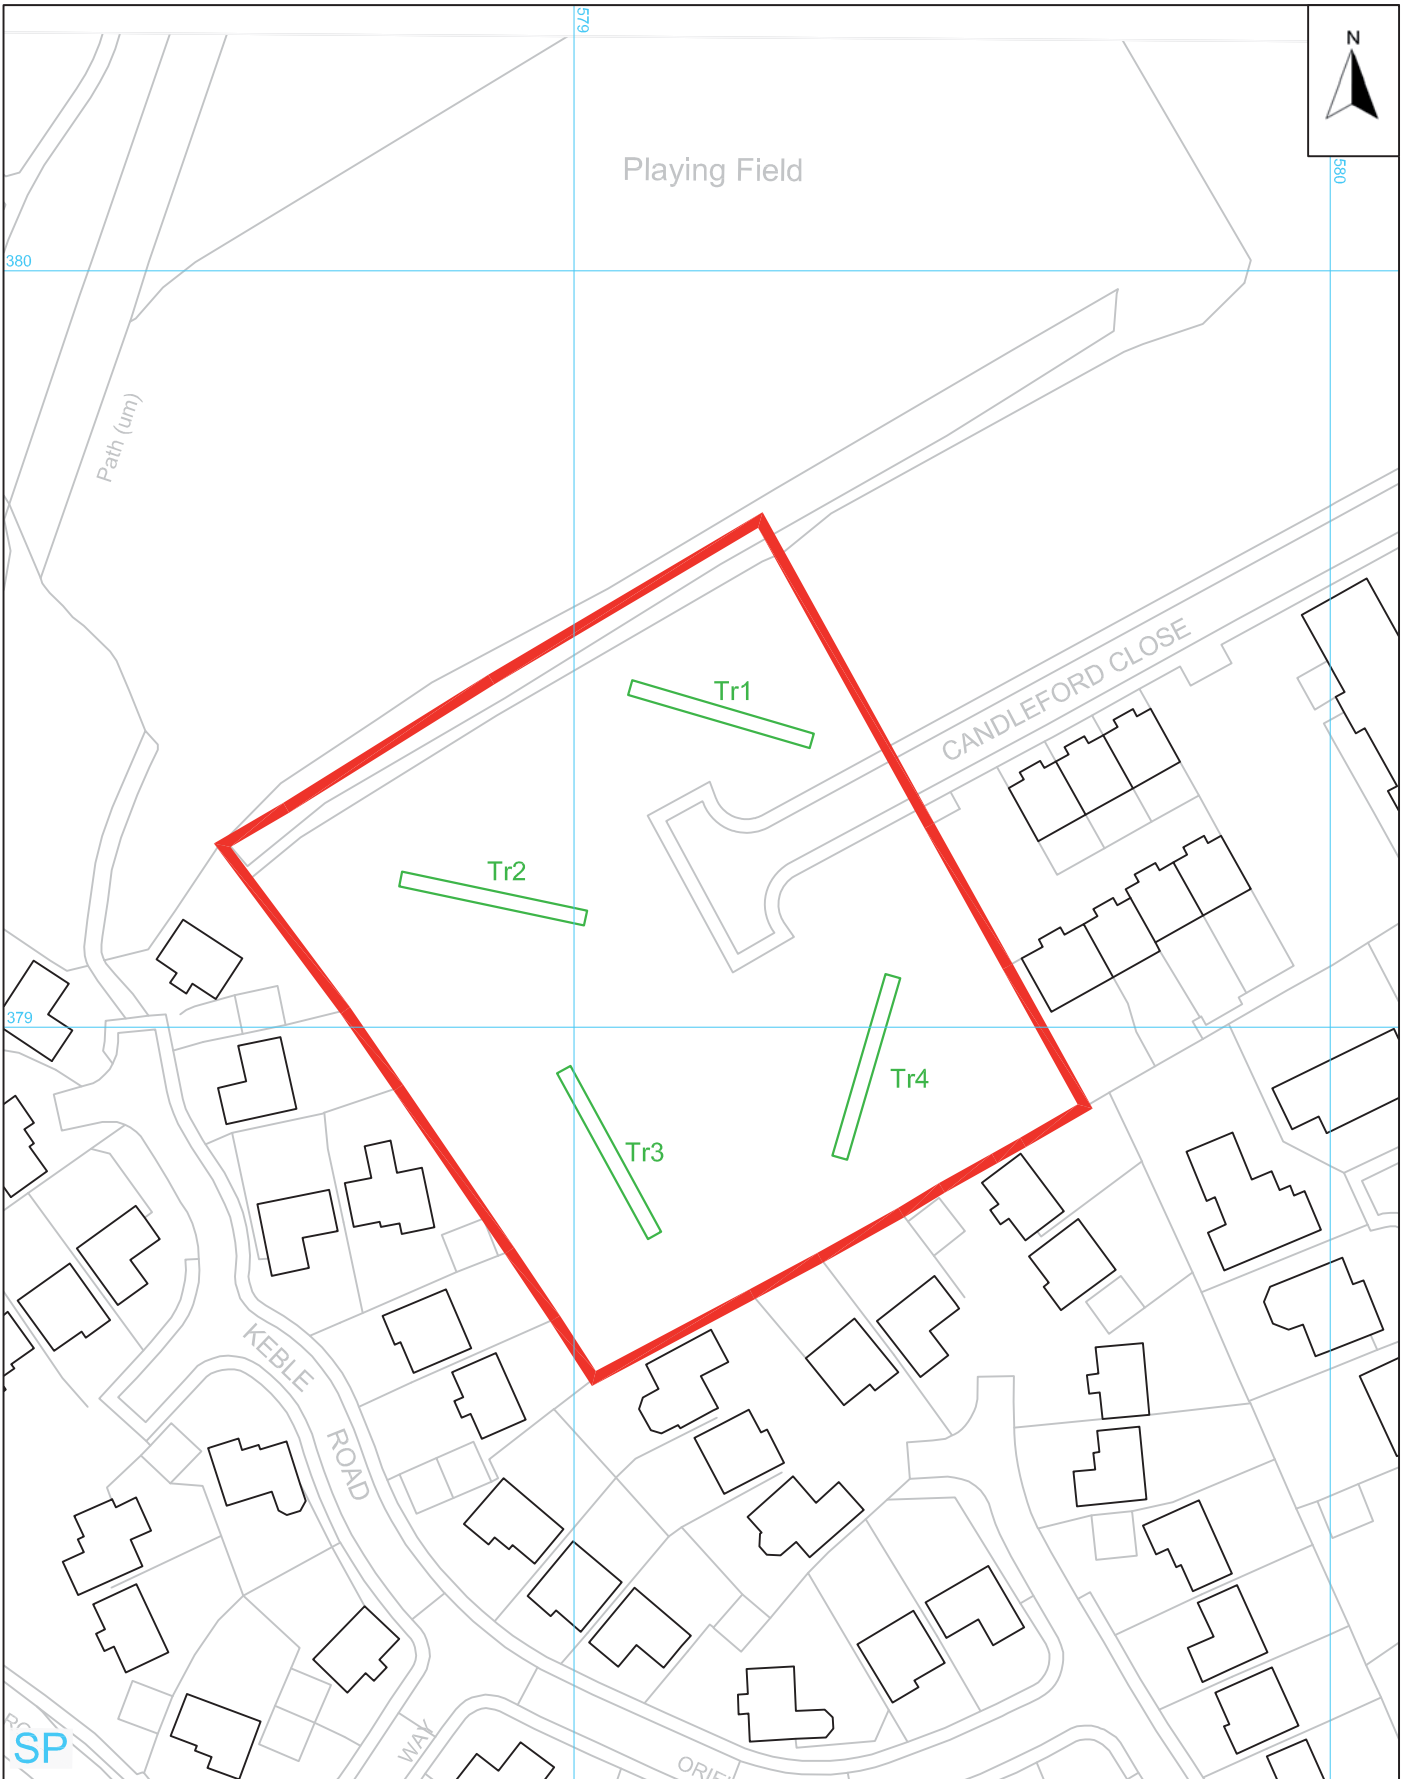 579
N
Playing Field
580
380
Path (um)
CANDLEFORD CLOSE
Tr1
Tr2
379
Tr4
Tr3
KEBLE
ROAD
WAY
SP